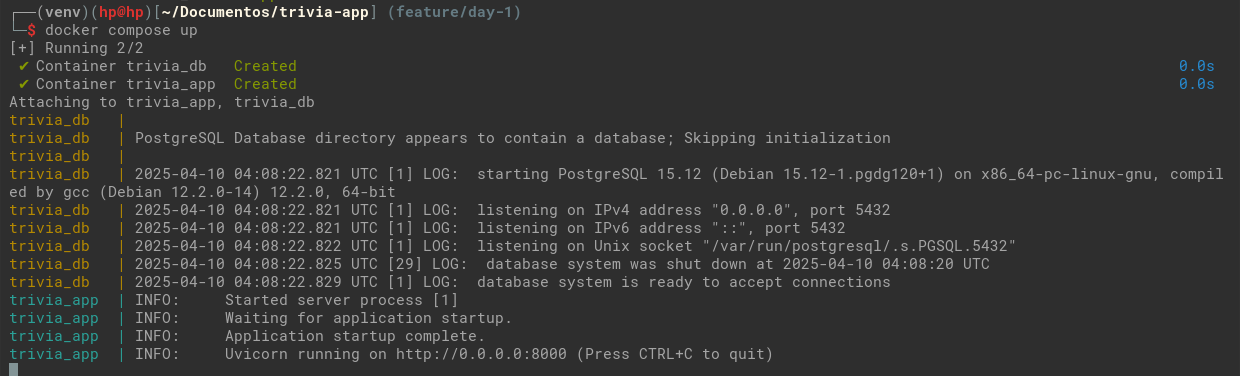 ┌──(venv)(hp@hp)[~/Documentos/trivia-app] (feature/day-1)
└─$ docker compose up
[+] Running 2/2
 ✔ Container trivia_db   Created                                                                                                  0.0s
 ✔ Container trivia_app  Created                                                                                                  0.0s
Attaching to trivia_app, trivia_db
trivia_db   |
trivia_db   | PostgreSQL Database directory appears to contain a database; Skipping initialization
trivia_db   |
trivia_db   | 2025-04-10 04:08:22.821 UTC [1] LOG:  starting PostgreSQL 15.12 (Debian 15.12-1.pgdg120+1) on x86_64-pc-linux-gnu, compil
ed by gcc (Debian 12.2.0-14) 12.2.0, 64-bit
trivia_db   | 2025-04-10 04:08:22.821 UTC [1] LOG:  listening on IPv4 address "0.0.0.0", port 5432
trivia_db   | 2025-04-10 04:08:22.821 UTC [1] LOG:  listening on IPv6 address "::", port 5432
trivia_db   | 2025-04-10 04:08:22.822 UTC [1] LOG:  listening on Unix socket "/var/run/postgresql/.s.PGSQL.5432"
trivia_db   | 2025-04-10 04:08:22.825 UTC [29] LOG:  database system was shut down at 2025-04-10 04:08:20 UTC
trivia_db   | 2025-04-10 04:08:22.829 UTC [1] LOG:  database system is ready to accept connections
trivia_app  | INFO:     Started server process [1]
trivia_app  | INFO:     Waiting for application startup.
trivia_app  | INFO:     Application startup complete.
trivia_app  | INFO:     Uvicorn running on http://0.0.0.0:8000 (Press CTRL+C to quit)